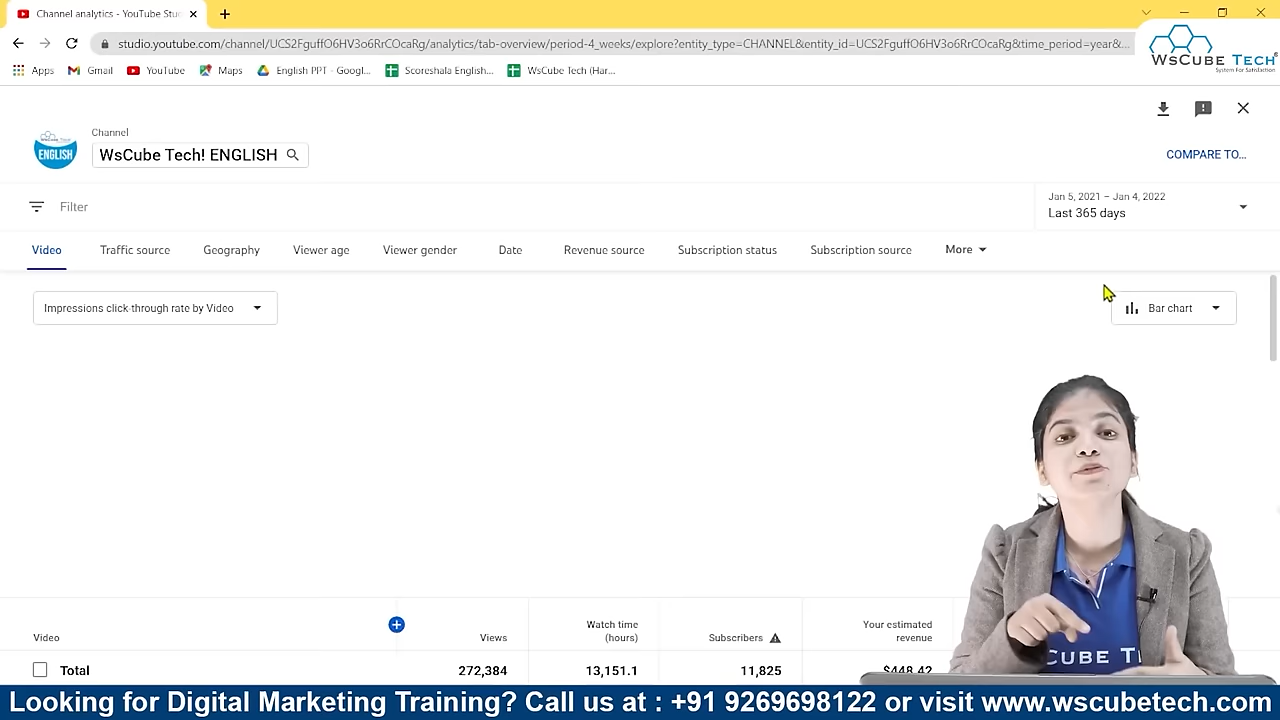 Channel analytics - YouTube Stu
studio.youtube.com/channel/UCS2FguffO6HV3o6RrCOcaRg/analytics/tab-overview/period-4_weeks/explore?entity_type=CHANNEL&entity_id=UCS2FguffO6HV3o6RrCOcaRg&time_period=year&...
Apps Gmail YouTube Maps English PPT - Googl... Scoreshala English... WsCube Tech (Har...
WSCUBE TECH®
System For Satisfaction
Channel
ENGLISH
WsCube Tech! ENGLISH
COMPARE TO...
Filter
Jan 5, 2021 – Jan 4, 2022
Last 365 days
Video Traffic source Geography Viewer age Viewer gender Date Revenue source Subscription status Subscription source More
Impressions click-through rate by Video
Bar chart
Video Views Watch time (hours) Subscribers Your estimated revenue
Total 272,384 13,151.1 11,825 $448.42
CUBE T
Looking for Digital Marketing Training? Call us at : +91 9269698122 or visit www.wscubetech.com